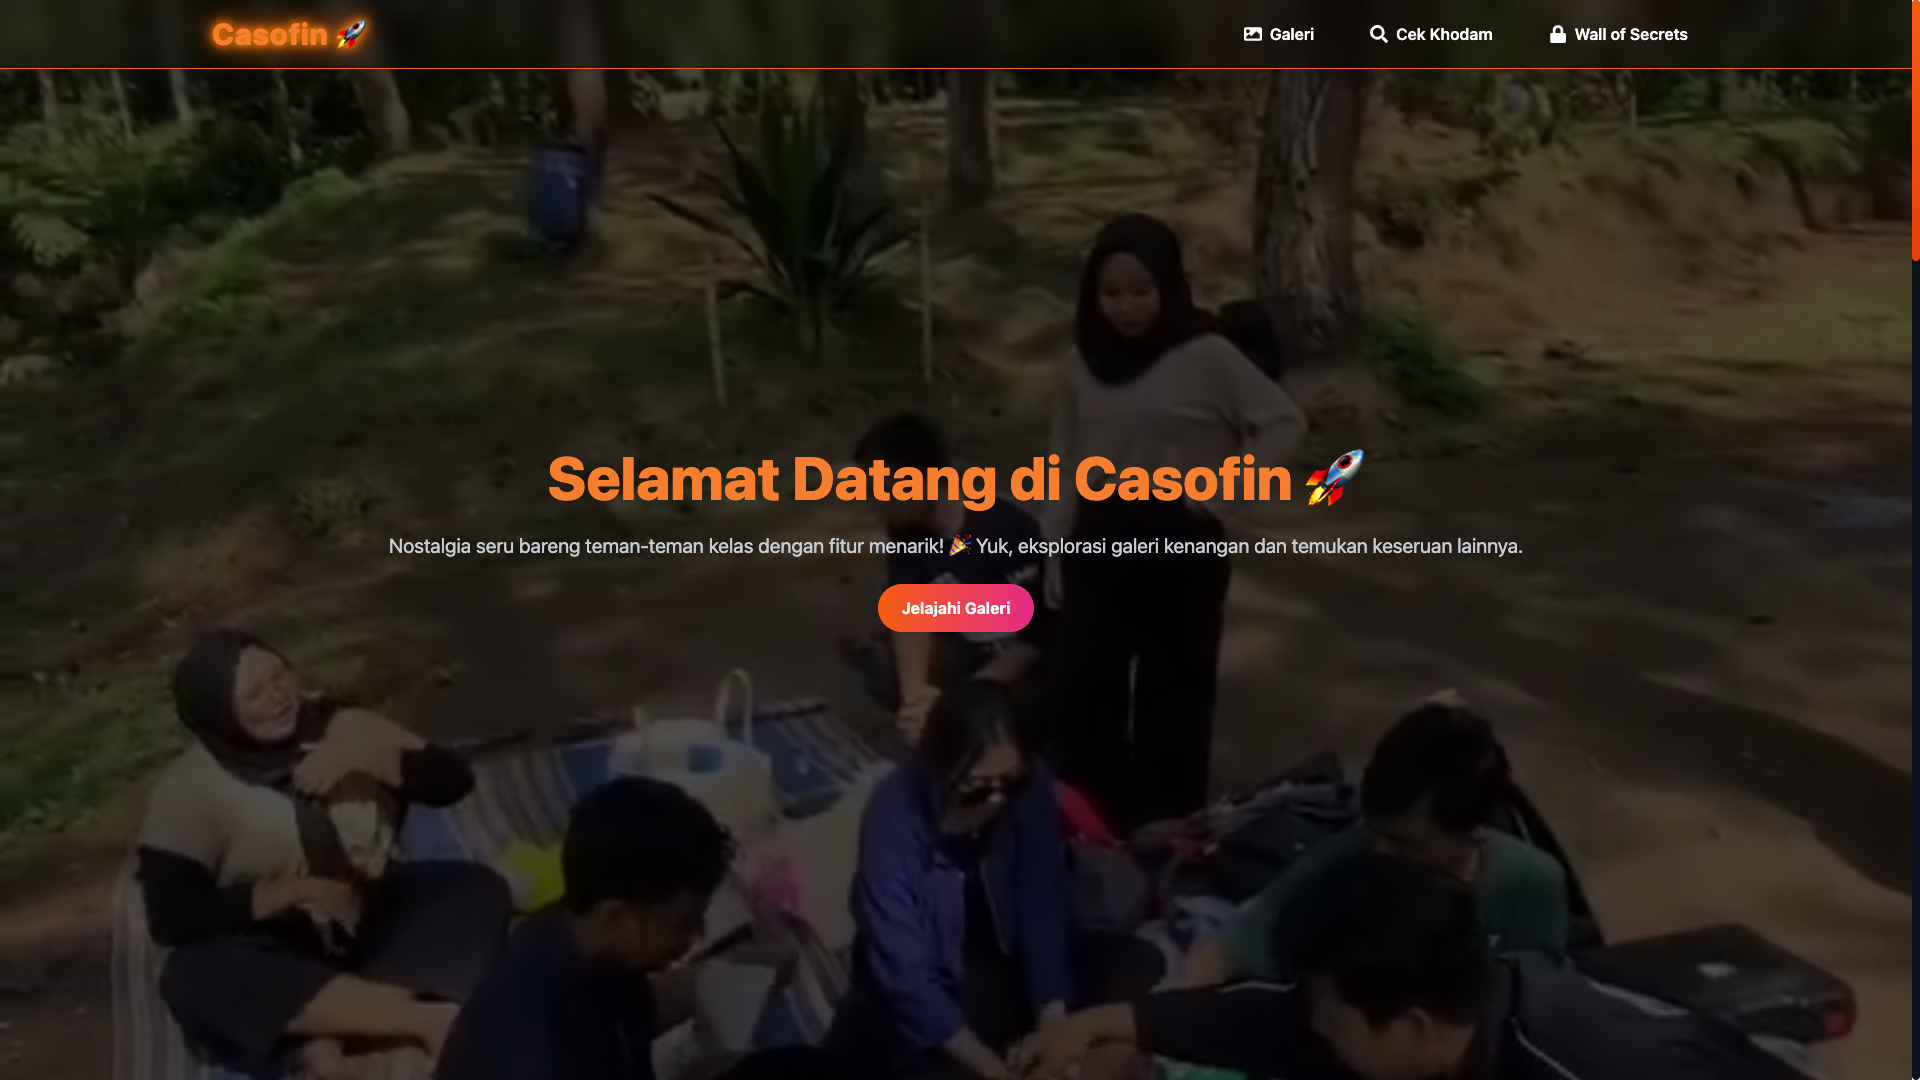 Casofin 🚀
Galeri
Cek Khodam
Wall of Secrets
Selamat Datang di Casofin 🚀
Nostalgia seru bareng teman-teman kelas dengan fitur menarik! 🎉 Yuk, eksplorasi galeri kenangan dan temukan keseruan lainnya.
Jelajahi Galeri